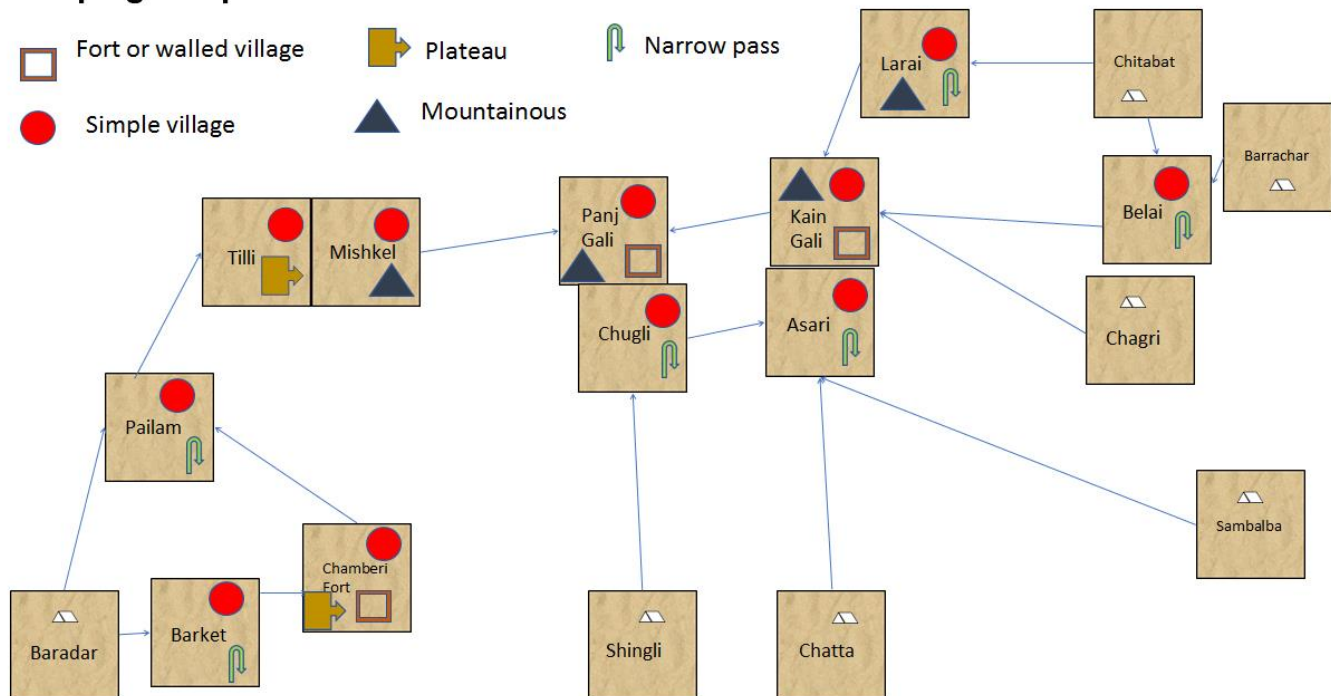 Fort or walled village
Plateau
Narrow pass
Simple village
Mountainous
Larai
Chitabat
Barrachar
Belai
Panj
Gali
Kain
Gali
Tilli
Mishkel
Chugli
Asari
Chagri
Pailam
Sambalba
Chamberi
Fort
Baradar
Barket
Shingli
Chatta